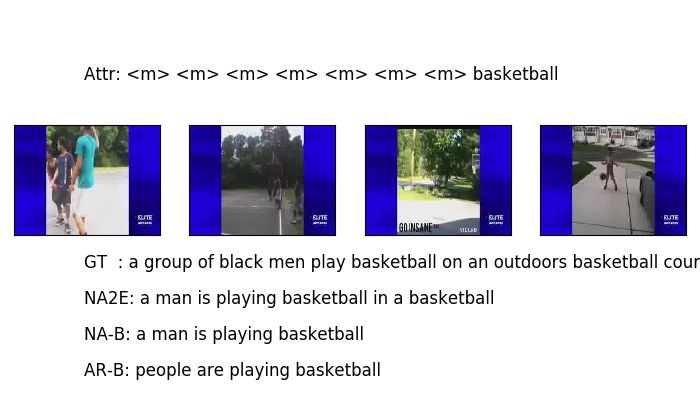 Attr: <m> <m> <m> <m> <m> <m> <m> basketball
ELITE
ELITE
GO INSANE
VICLAB
ELITE
ELITE
GT : a group of black men play basketball on an outdoors basketball cour
NA2E: a man is playing basketball in a basketball
NA-B: a man is playing basketball
AR-B: people are playing basketball